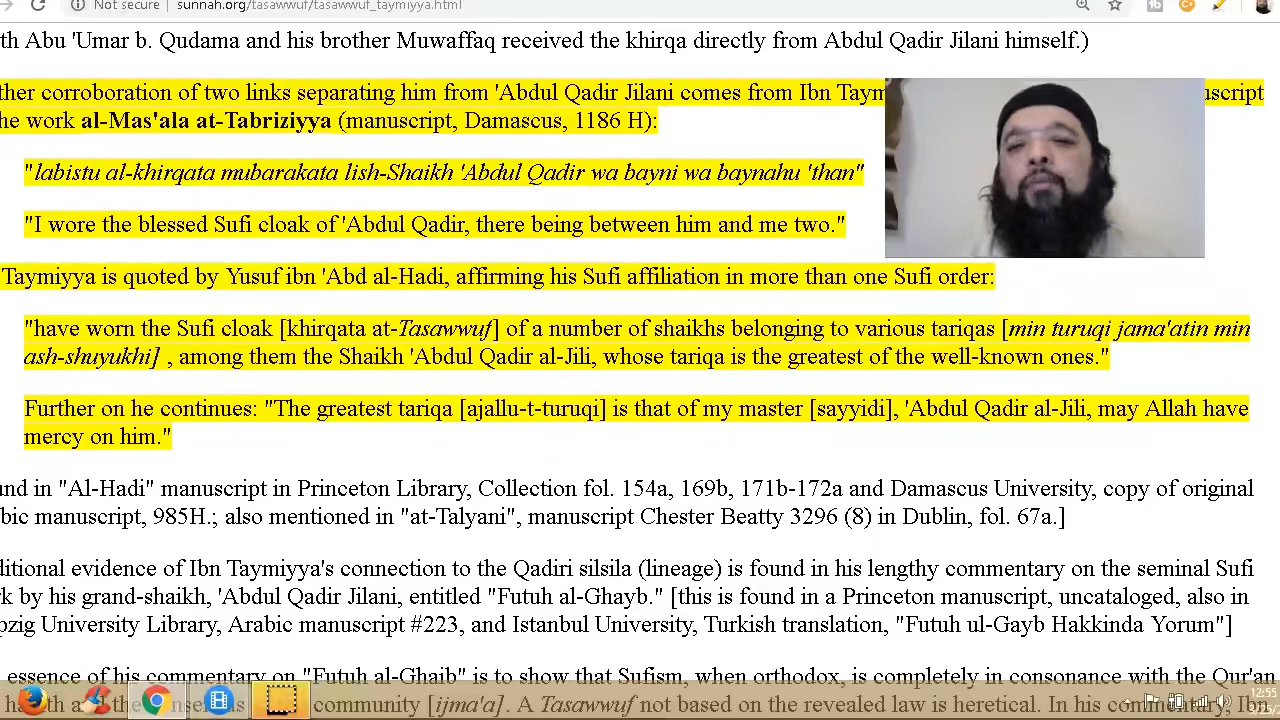 Not secure sunnah.org/tasawwuf/tasawwuf_taymiyya.html
th Abu 'Umar b. Qudama and his brother Muwaffaq received the khirqa directly from Abdul Qadir Jilani himself.)
ther corroboration of two links separating him from 'Abdul Qadir Jilani comes from Ibn Taym uscript
he work al-Mas'ala at-Tabriziyya (manuscript, Damascus, 1186 H):
"labistu al-khirqata mubarakata lish-Shaikh 'Abdul Qadir wa bayni wa baynahu 'than"
"I wore the blessed Sufi cloak of 'Abdul Qadir, there being between him and me two."
Taymiyya is quoted by Yusuf ibn 'Abd al-Hadi, affirming his Sufi affiliation in more than one Sufi order:
"have worn the Sufi cloak [khirqata at-Tasawwuf] of a number of shaikhs belonging to various tariqas [min turuqi jama'atin min
ash-shuyukhi] , among them the Shaikh 'Abdul Qadir al-Jili, whose tariqa is the greatest of the well-known ones."
Further on he continues: "The greatest tariqa [ajallu-t-turuqi] is that of my master [sayyidi], 'Abdul Qadir al-Jili, may Allah have
mercy on him."
und in "Al-Hadi" manuscript in Princeton Library, Collection fol. 154a, 169b, 171b-172a and Damascus University, copy of original
bic manuscript, 985H.; also mentioned in "at-Talyani", manuscript Chester Beatty 3296 (8) in Dublin, fol. 67a.]
ditional evidence of Ibn Taymiyya's connection to the Qadiri silsila (lineage) is found in his lengthy commentary on the seminal Sufi
rk by his grand-shaikh, 'Abdul Qadir Jilani, entitled "Futuh al-Ghayb." [this is found in a Princeton manuscript, uncataloged, also in
pzig University Library, Arabic manuscript #223, and Istanbul University, Turkish translation, "Futuh ul-Gayb Hakkinda Yorum"]
essence of his commentary on "Futuh al-Ghaib" is to show that Sufism, when orthodox, is completely in consonance with the Qur'an
community [ijma'a]. A Tasawwuf not based on the revealed law is heretical. In his commentary, Ibn
12:55